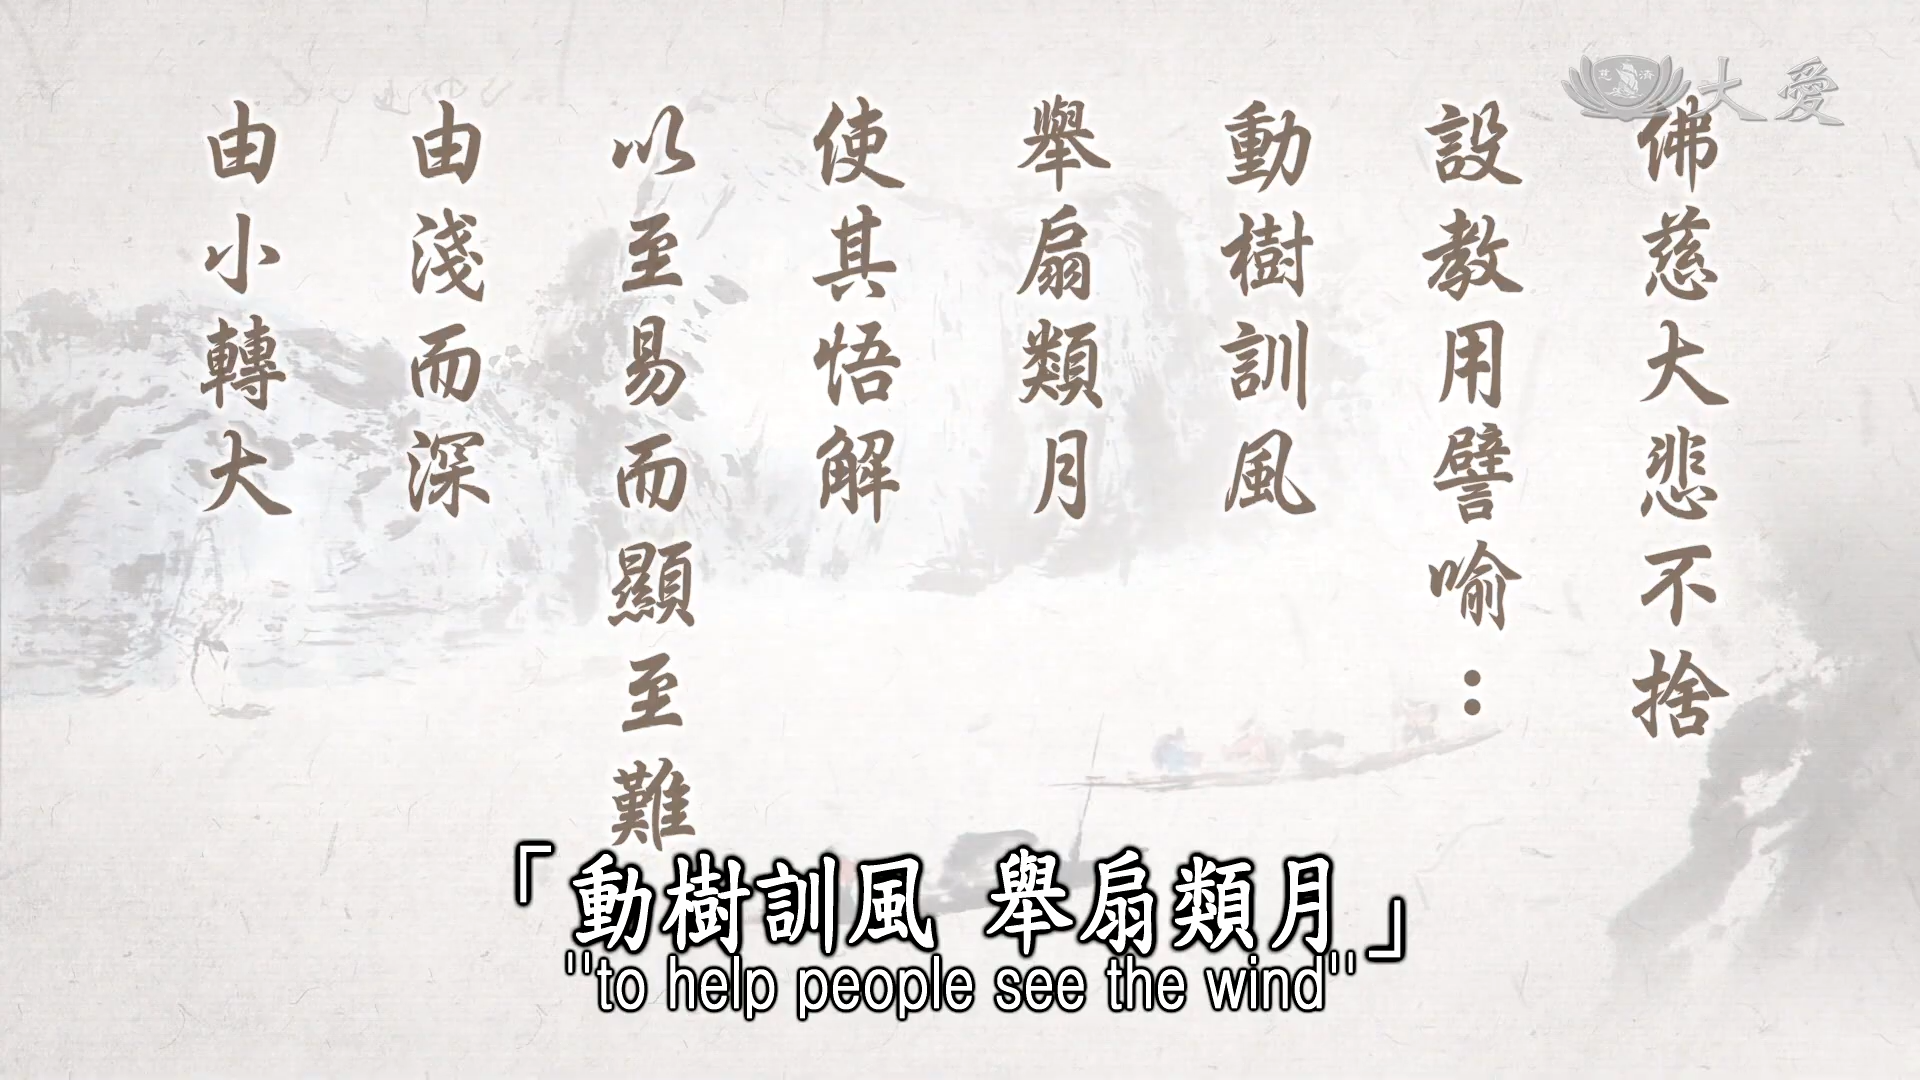 佛慈大悲不捨
設教用譬喻：
動樹訓風
舉扇類月
使其悟解
以至易而顯至難
由淺而深
由小轉大
慈濟
大愛
「動樹訓風 舉扇類月」
"to help people see the wind"